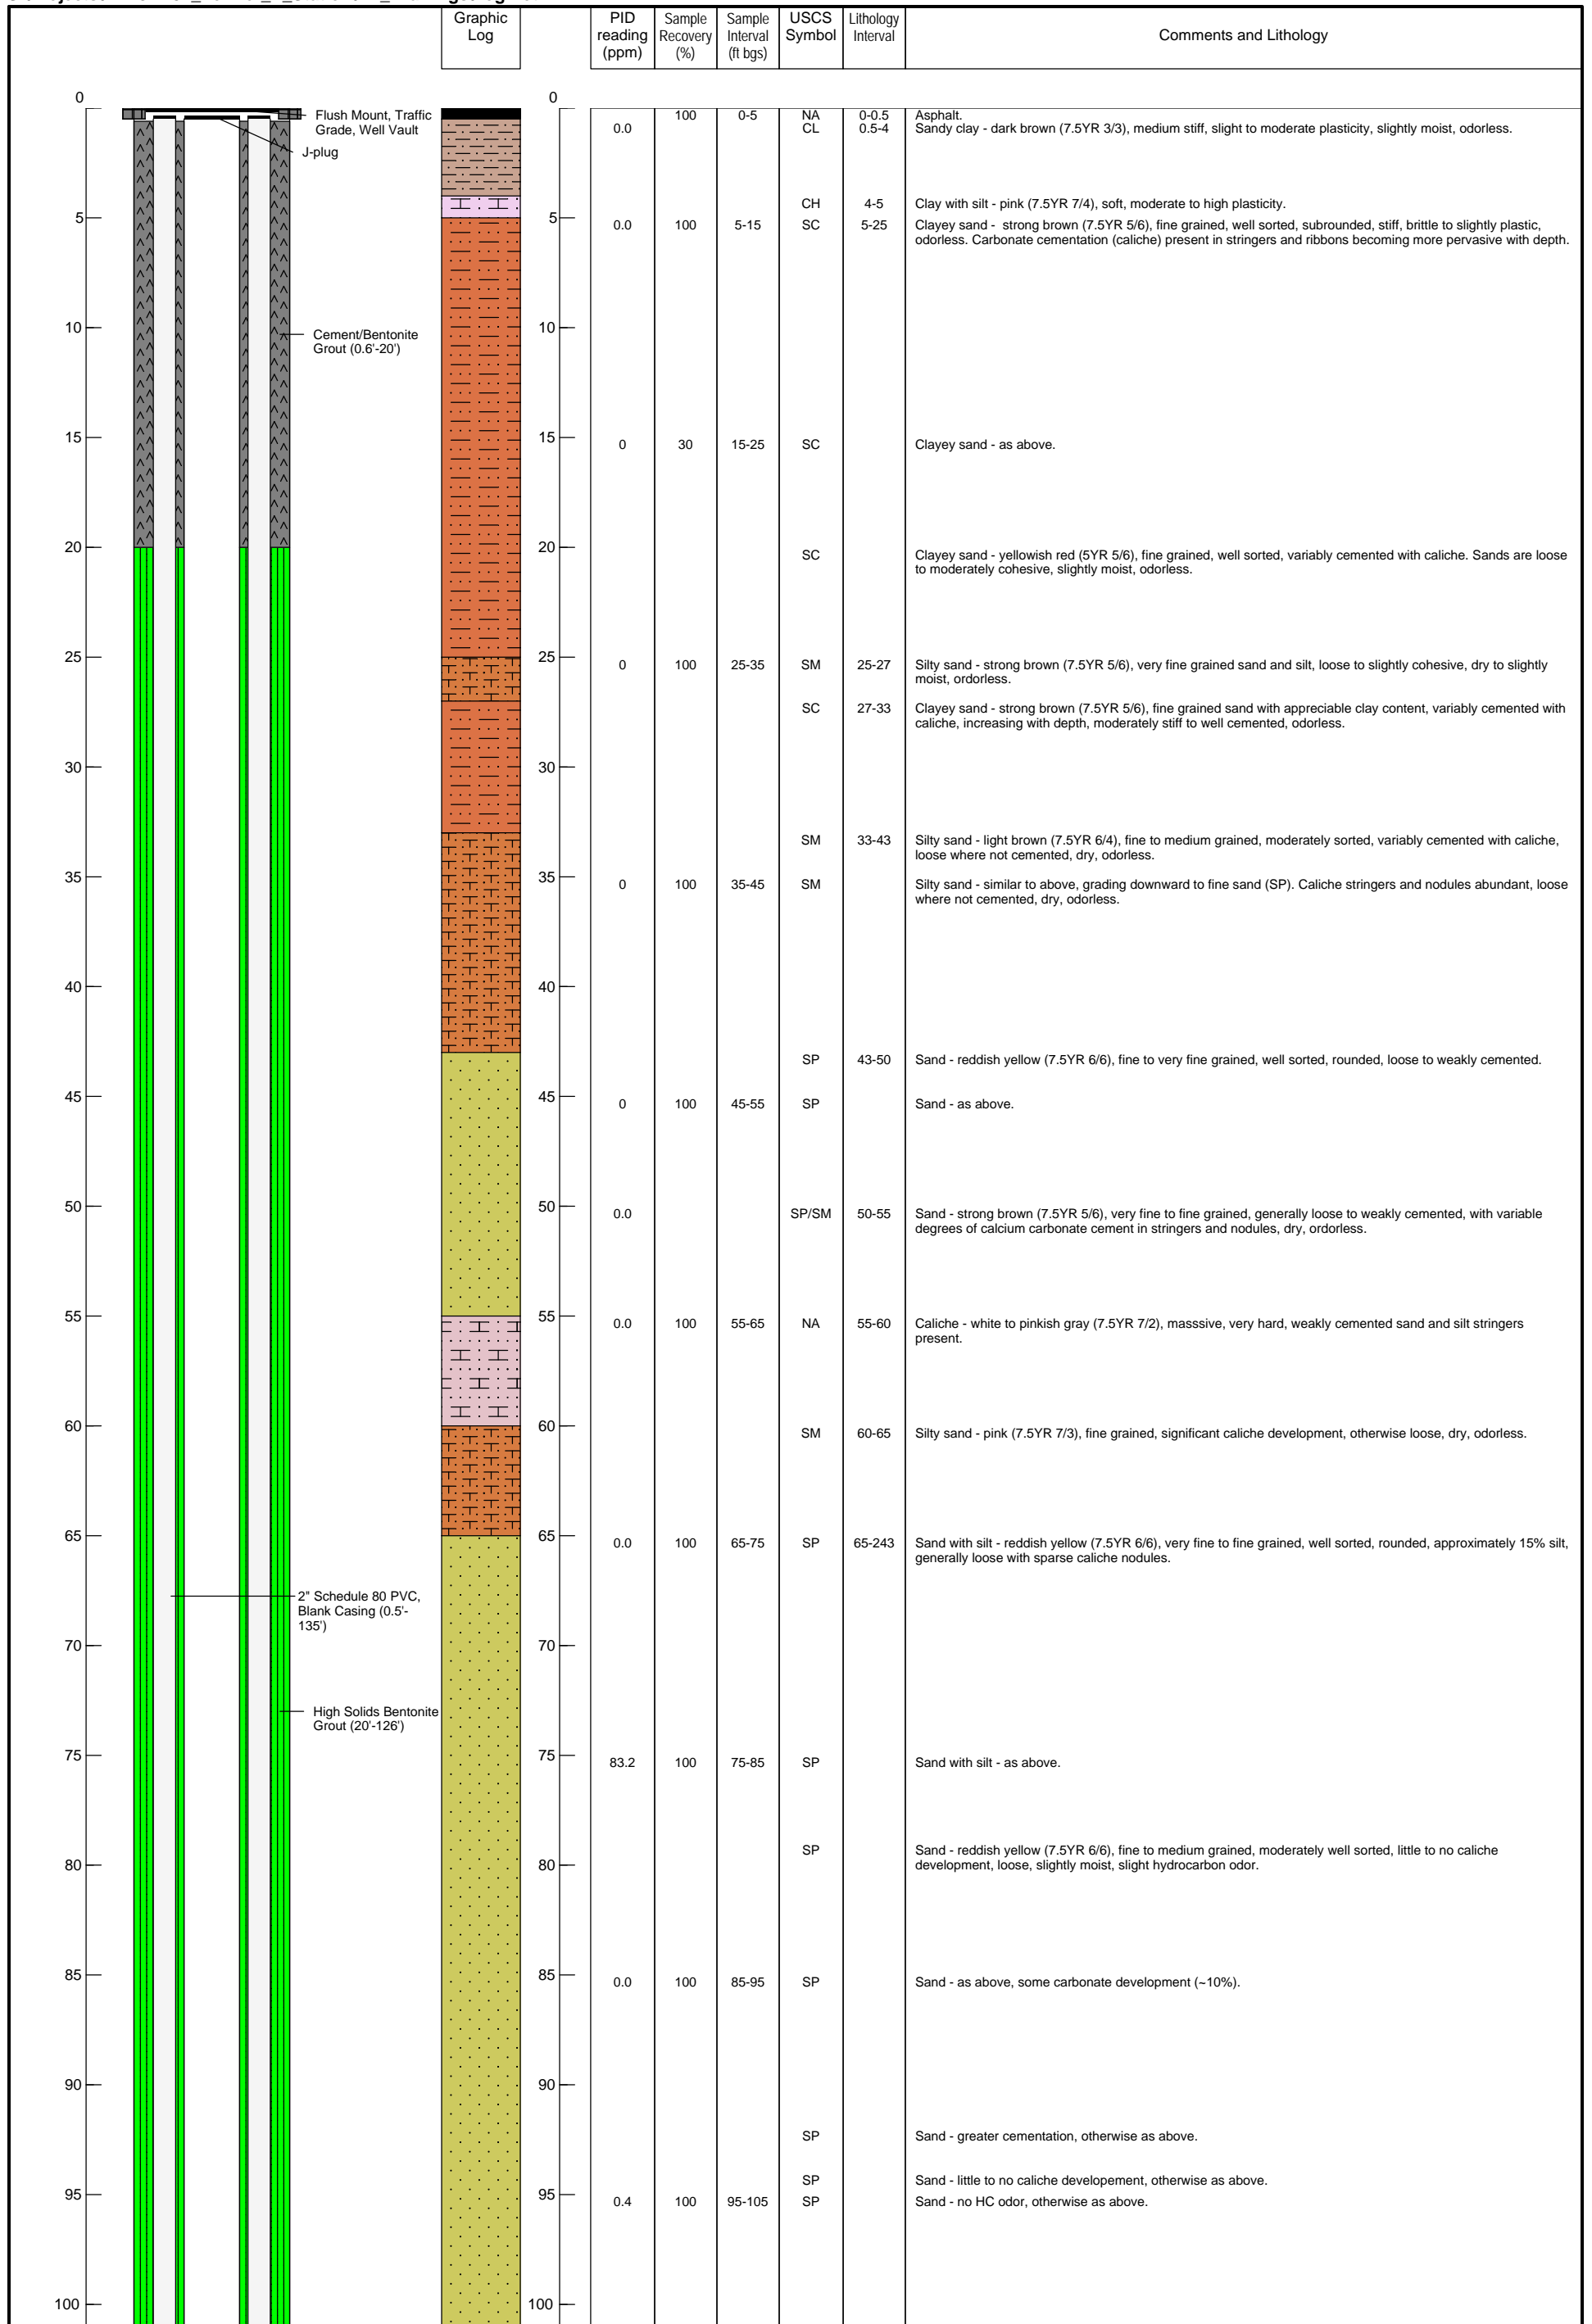 Graphic Log
PID reading (ppm)
Sample Recovery (%)
Sample Interval (ft bgs)
USCS Symbol
Lithology Interval
Comments and Lithology
0
0
Flush Mount, Traffic
Grade, Well Vault
J-plug
100 0-5 NA 0-0.5 Asphalt.
0.0 CL 0.5-4 Sandy clay - dark brown (7.5YR 3/3), medium stiff, slight to moderate plasticity, slightly moist, odorless.
CH 4-5 Clay with silt - pink (7.5YR 7/4), soft, moderate to high plasticity.
5 5
0.0 100 5-15 SC 5-25 Clayey sand - strong brown (7.5YR 5/6), fine grained, well sorted, subrounded, stiff, brittle to slightly plastic,
odorless. Carbonate cementation (caliche) present in stringers and ribbons becoming more pervasive with depth.
10 10
Cement/Bentonite
Grout (0.6'-20')
15 15
0 30 15-25 SC Clayey sand - as above.
20 20
SC Clayey sand - yellowish red (5YR 5/6), fine grained, well sorted, variably cemented with caliche. Sands are loose
to moderately cohesive, slightly moist, odorless.
25 25
0 100 25-35 SM 25-27 Silty sand - strong brown (7.5YR 5/6), very fine grained sand and silt, loose to slightly cohesive, dry to slightly
moist, ordorless.
SC 27-33 Clayey sand - strong brown (7.5YR 5/6), fine grained sand with appreciable clay content, variably cemented with
caliche, increasing with depth, moderately stiff to well cemented, odorless.
30 30
SM 33-43 Silty sand - light brown (7.5YR 6/4), fine to medium grained, moderately sorted, variably cemented with caliche,
loose where not cemented, dry, odorless.
35 35
0 100 35-45 SM Silty sand - similar to above, grading downward to fine sand (SP). Caliche stringers and nodules abundant, loose
where not cemented, dry, odorless.
40 40
SP 43-50 Sand - reddish yellow (7.5YR 6/6), fine to very fine grained, well sorted, rounded, loose to weakly cemented.
45 45
0 100 45-55 SP Sand - as above.
50 50
0.0 SP/SM 50-55 Sand - strong brown (7.5YR 5/6), very fine to fine grained, generally loose to weakly cemented, with variable
degrees of calcium carbonate cement in stringers and nodules, dry, ordorless.
55 55
0.0 100 55-65 NA 55-60 Caliche - white to pinkish gray (7.5YR 7/2), masssive, very hard, weakly cemented sand and silt stringers
present.
60 60
SM 60-65 Silty sand - pink (7.5YR 7/3), fine grained, significant caliche development, otherwise loose, dry, odorless.
65 65
0.0 100 65-75 SP 65-243 Sand with silt - reddish yellow (7.5YR 6/6), very fine to fine grained, well sorted, rounded, approximately 15% silt,
generally loose with sparse caliche nodules.
2" Schedule 80 PVC,
Blank Casing (0.5'-
135')
70 70
High Solids Bentonite
Grout (20'-126')
75 75
83.2 100 75-85 SP Sand with silt - as above.
SP Sand - reddish yellow (7.5YR 6/6), fine to medium grained, moderately well sorted, little to no caliche
development, loose, slightly moist, slight hydrocarbon odor.
80 80
85 85
0.0 100 85-95 SP Sand - as above, some carbonate development (~10%).
90 90
SP Sand - greater cementation, otherwise as above.
SP Sand - little to no caliche developement, otherwise as above.
95 95
0.4 100 95-105 SP Sand - no HC odor, otherwise as above.
100 100